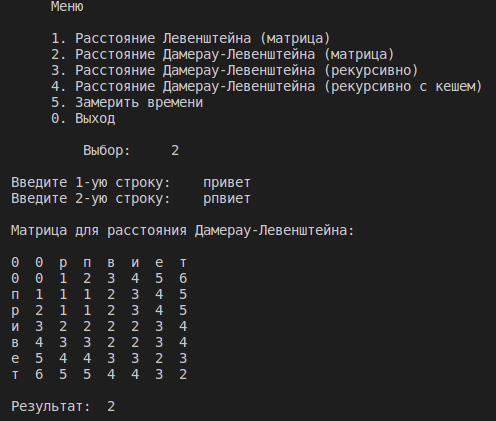 Меню
1. Расстояние Левенштейна (матрица)
2. Расстояние Дамерау-Левенштейна (матрица)
3. Расстояние Дамерау-Левенштейна (рекурсивно)
4. Расстояние Дамерау-Левенштейна (рекурсивно с кешем)
5. Замерить времени
0. Выход
Выбор: 2
Введите 1-ую строку: привет
Введите 2-ую строку: рпвиет
Матрица для расстояния Дамерау-Левенштейна:
0 0 р п в и е т
0 0 1 2 3 4 5 6
п 1 1 1 2 3 4 5
р 2 1 1 2 3 4 5
и 3 2 2 2 2 3 4
в 4 3 3 2 2 3 4
е 5 4 4 3 3 2 3
т 6 5 5 4 4 3 2
Результат: 2